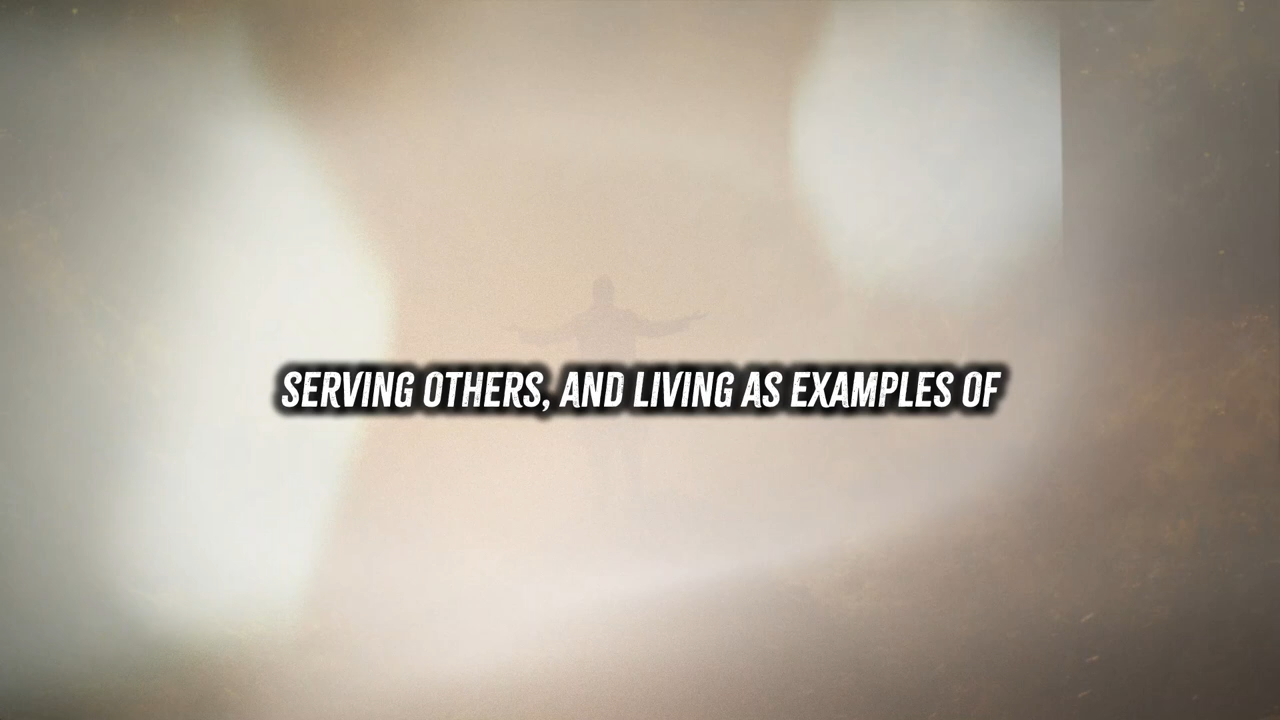 SERVING OTHERS, AND LIVING AS EXAMPLES OF